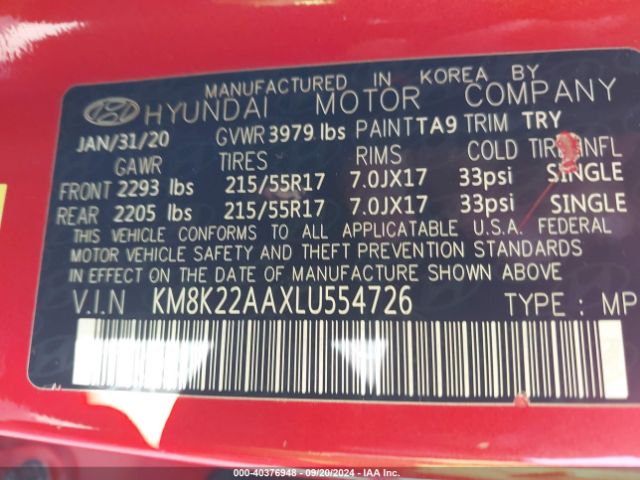 MANUFACTURED IN KOREA BY
HYUNDAI MOTOR COMPANY
JAN/31/20 GVWR 3979 lbs PAINT TA9 TRIM TRY
GAWR TIRES RIMS COLD INFL
FRONT 2293 lbs 215/55R17 7.0JX17 33psi SINGLE
REAR 2205 lbs 215/55R17 7.0JX17 33psi SINGLE
THIS VEHICLE CONFORMS TO ALL APPLICATABLE U.S.A. FEDERAL
MOTOR VEHICLE SAFETY AND THEFT PREVENTION STANDARDS
IN EFFECT ON THE DATE OF MANUFACTURE SHOWN ABOVE
V.I.N KM8K22AAXLU554726 TYPE : MP
000-40376948 - 09/20/2024 - IAA Inc.